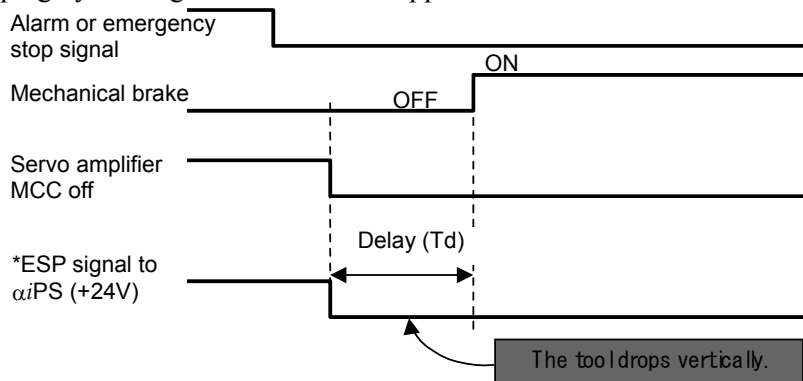 Alarm or emergency
stop signal
ON
Mechanical brake
OFF
Servo amplifier
MCC off
Delay (Td)
*ESP signal to
αiPS (+24V)
The tool drops vertically.